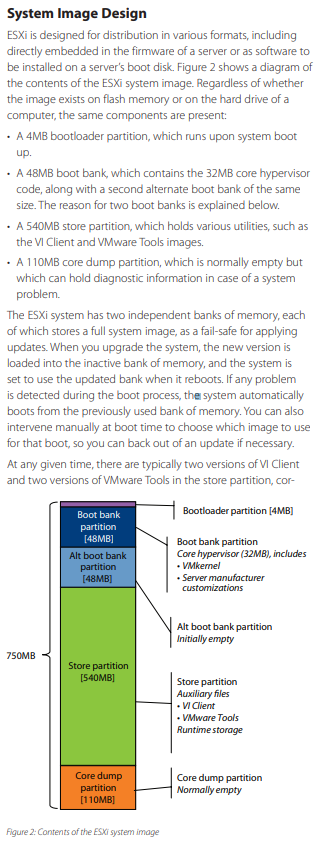 System Image Design
ESXi is designed for distribution in various formats, including
directly embedded in the firmware of a server or as software to
be installed on a server's boot disk. Figure 2 shows a diagram of
the contents of the ESXi system image. Regardless of whether
the image exists on flash memory or on the hard drive of a
computer, the same components are present:
• A 4MB bootloader partition, which runs upon system boot
up.
• A 48MB boot bank, which contains the 32MB core hypervisor
code, along with a second alternate boot bank of the same
size. The reason for two boot banks is explained below.
• A 540MB store partition, which holds various utilities, such as
the VI Client and VMware Tools images.
• A 110MB core dump partition, which is normally empty but
which can hold diagnostic information in case of a system
problem.
The ESXi system has two independent banks of memory, each
of which stores a full system image, as a fail-safe for applying
updates. When you upgrade the system, the new version is
loaded into the inactive bank of memory, and the system is
set to use the updated bank when it reboots. If any problem
is detected during the boot process, the system automatically
boots from the previously used bank of memory. You can also
intervene manually at boot time to choose which image to use
for that boot, so you can back out of an update if necessary.
At any given time, there are typically two versions of VI Client
and two versions of VMware Tools in the store partition, cor-
750MB
Boot bank
partition
[48MB]
Alt boot bank
partition
[48MB]
Store partition
[540MB]
Core dump
partition
[110MB]
Bootloader partition [4MB]
Boot bank partition
Core hypervisor (32MB), includes
• VMkernel
• Server manufacturer
customizations
Alt boot bank partition
Initially empty
Store partition
Auxiliary files
• VI Client
• VMware Tools
Runtime storage
Core dump partition
Normally empty
Figure 2: Contents of the ESXi system image